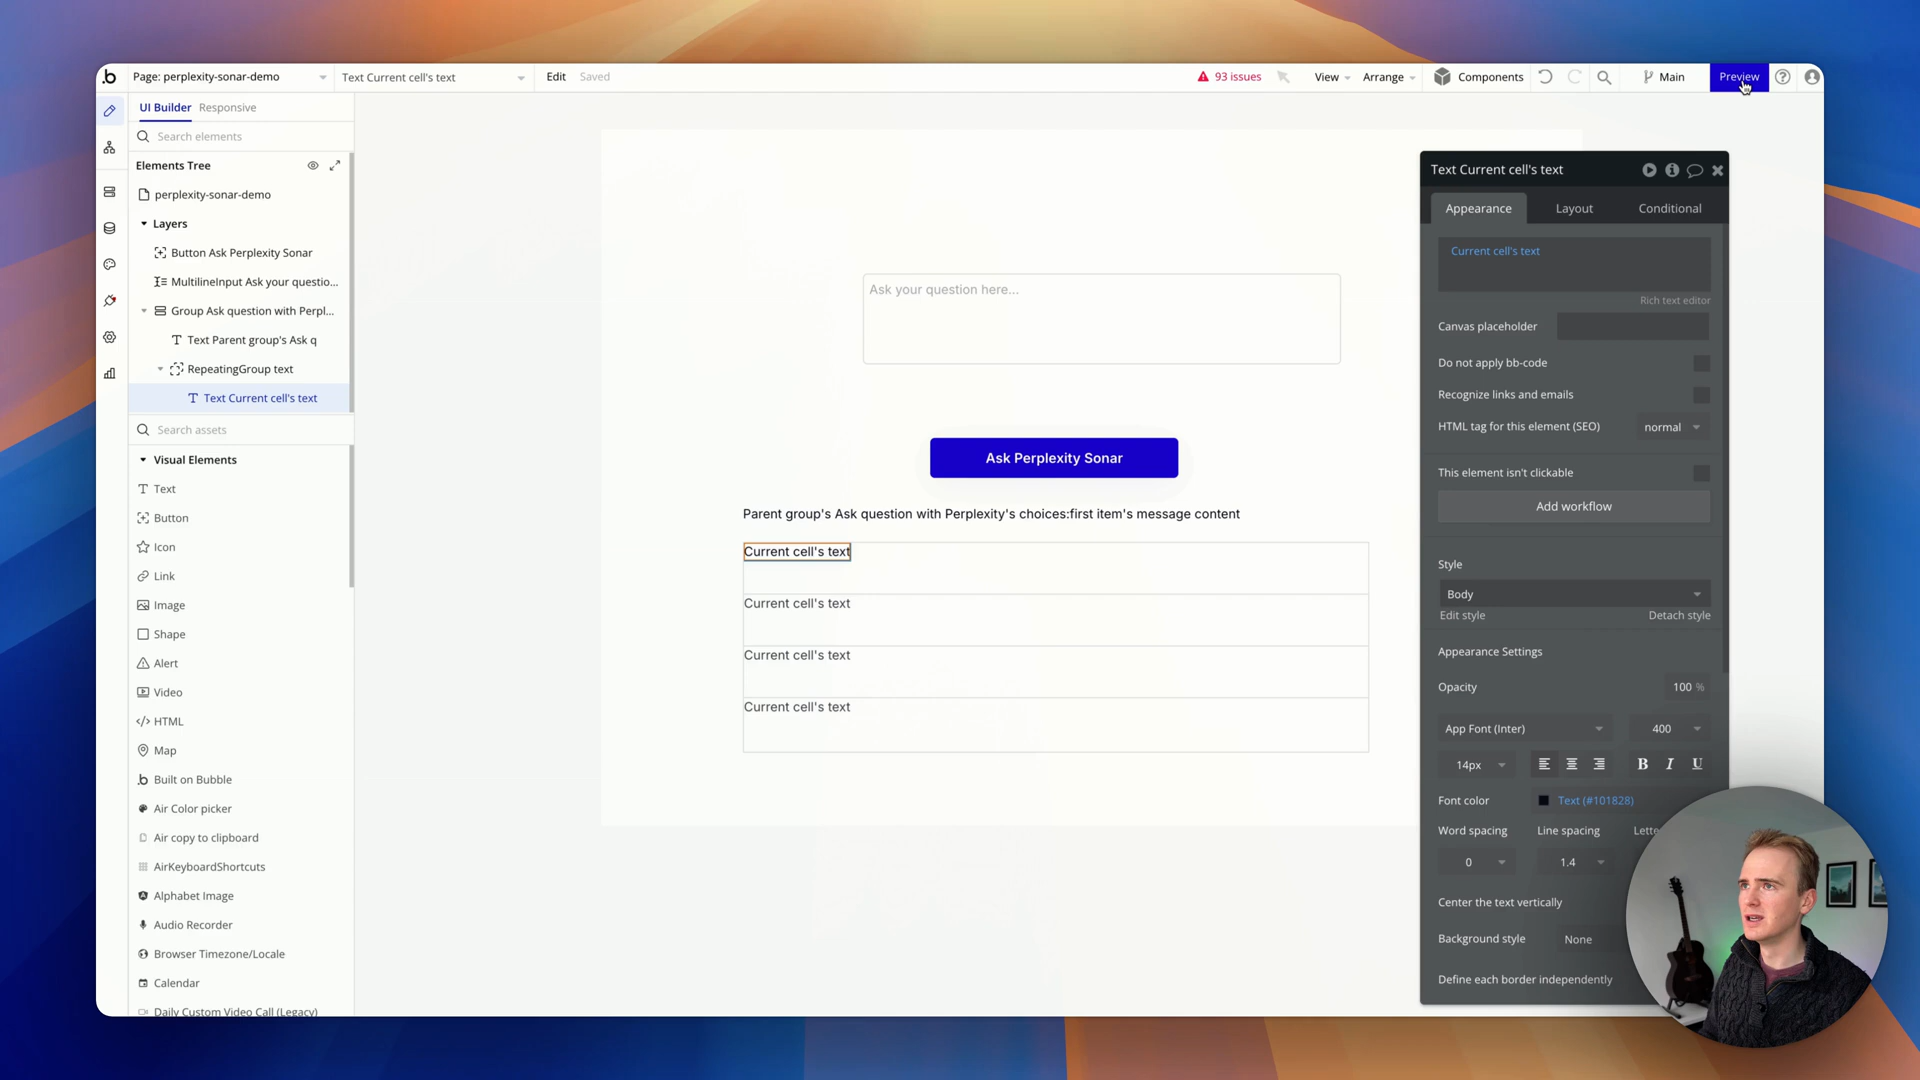 .b Page: perplexity-sonar-demo Text Current cell's text Edit Saved 93 issues View Arrange Components Main Preview
UI Builder Responsive
Search elements
Elements Tree
perplexity-sonar-demo
Layers
Button Ask Perplexity Sonar
MultilineInput Ask your questio...
Group Ask question with Perpl...
Text Parent group's Ask q
RepeatingGroup text
Text Current cell's text
Search assets
Visual Elements
Text
Button
Icon
Link
Image
Shape
Alert
Video
HTML
Map
Built on Bubble
Air Color picker
Air copy to clipboard
AirKeyboardShortcuts
Alphabet Image
Audio Recorder
Browser Timezone/Locale
Calendar
Daily Custom Video Call (Legacy)
Ask your question here...
Ask Perplexity Sonar
Parent group's Ask question with Perplexity's choices:first item's message content
Current cell's text
Current cell's text
Current cell's text
Current cell's text
Text Current cell's text
Appearance Layout Conditional
Current cell's text
Rich text editor
Canvas placeholder
Do not apply bb-code
Recognize links and emails
HTML tag for this element (SEO) normal
This element isn't clickable
Add workflow
Style
Body
Edit style Detach style
Appearance Settings
Opacity 100 %
App Font (Inter) 400
14px B I U
Font color Text (#101828)
Word spacing Line spacing Lette
0 1.4
Center the text vertically
Background style None
Define each border independently